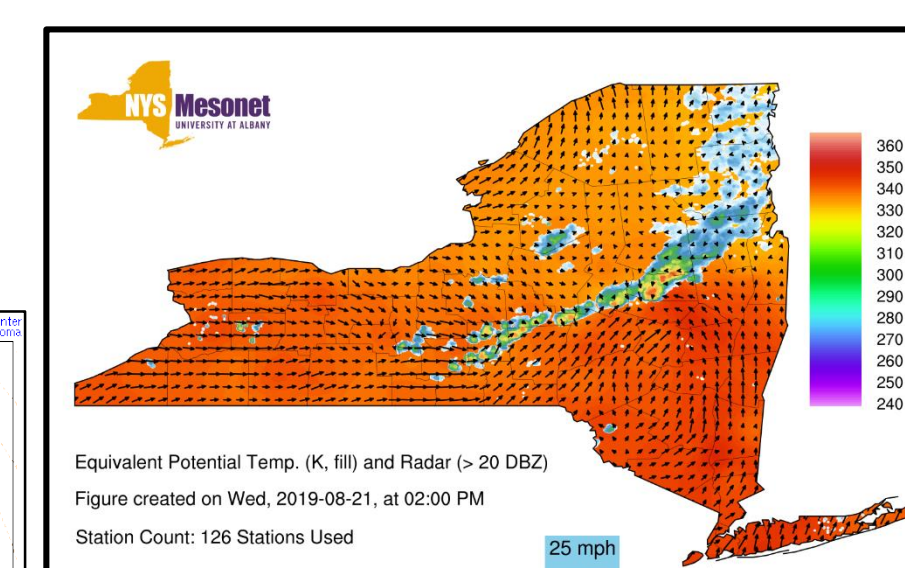 NYS Mesonet
UNIVERSITY AT ALBANY
360
350
340
330
320
310
300
290
280
270
260
250
240
nter
oma
Equivalent Potential Temp. (K, fill) and Radar (> 20 DBZ)
Figure created on Wed, 2019-08-21, at 02:00 PM
Station Count: 126 Stations Used
25 mph